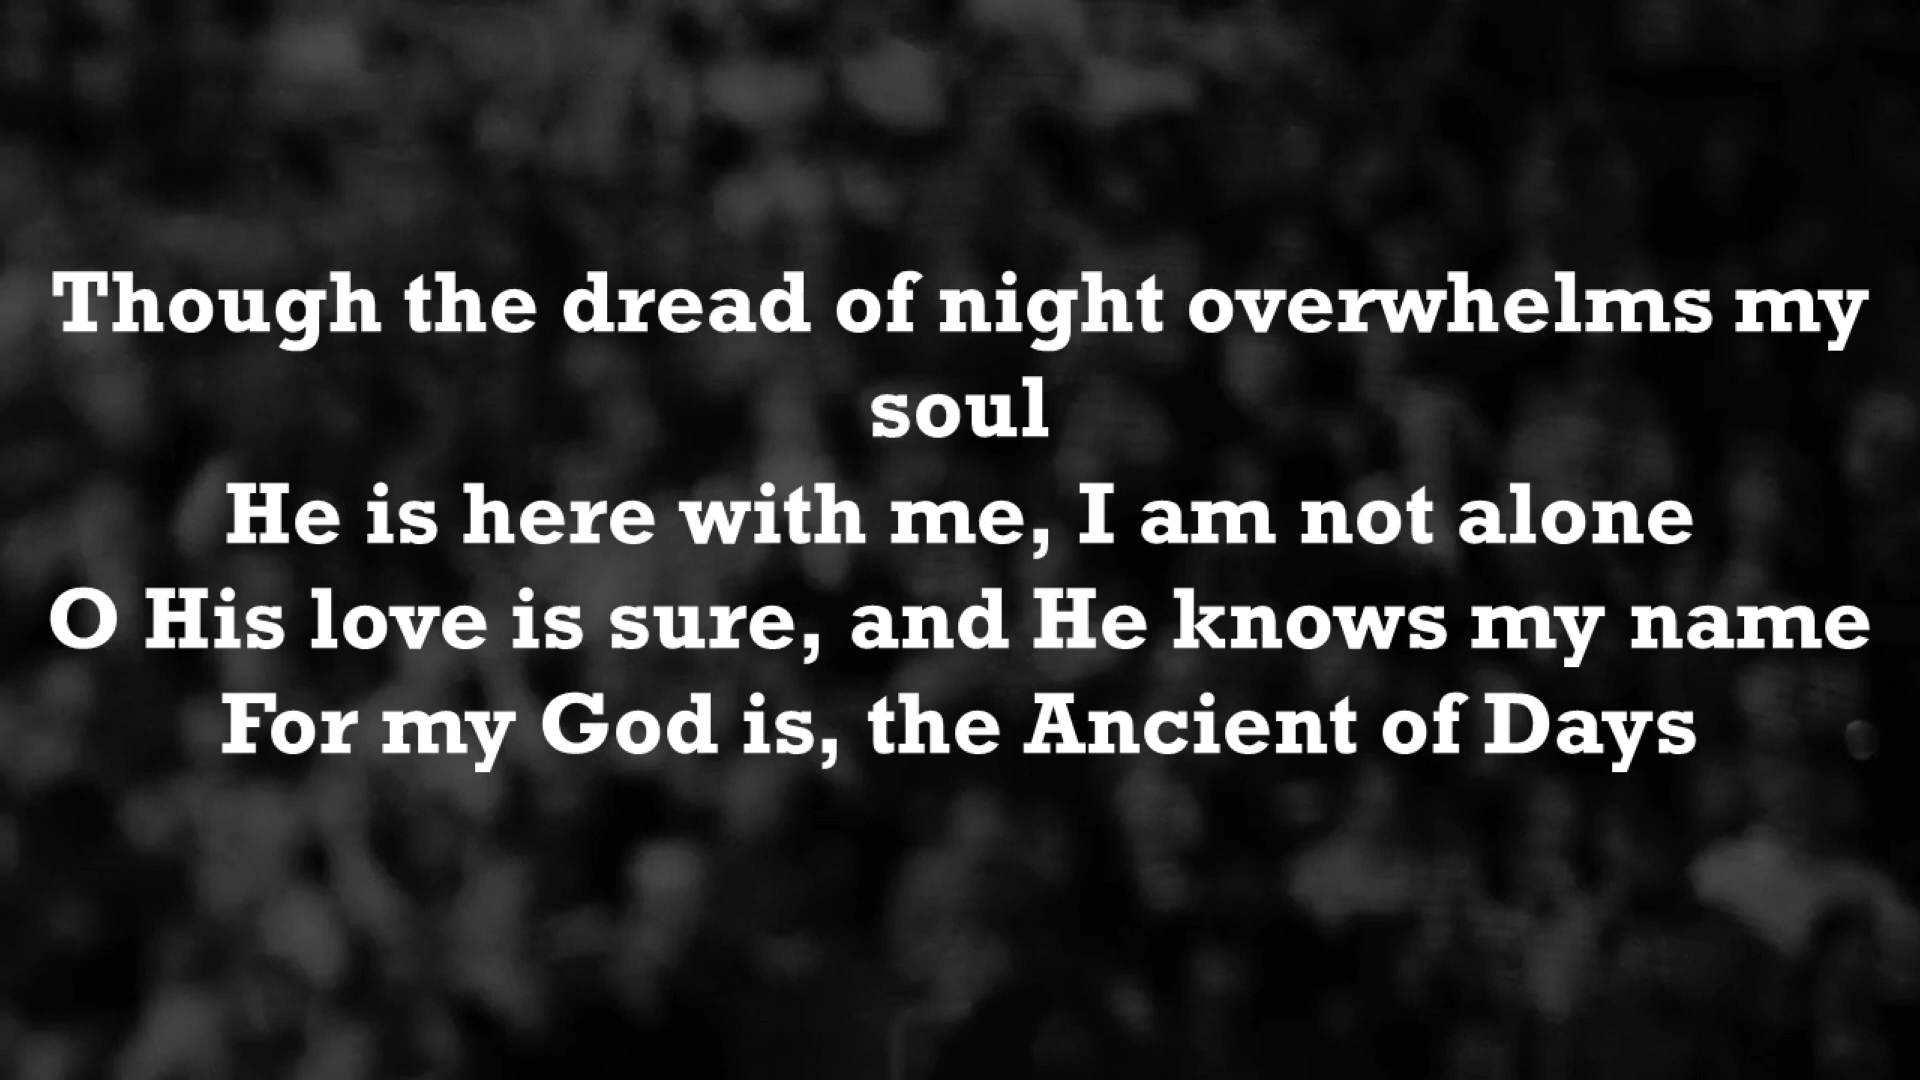 Though the dread of night overwhelms my
soul
He is here with me, I am not alone
O His love is sure, and He knows my name
For my God is, the Ancient of Days